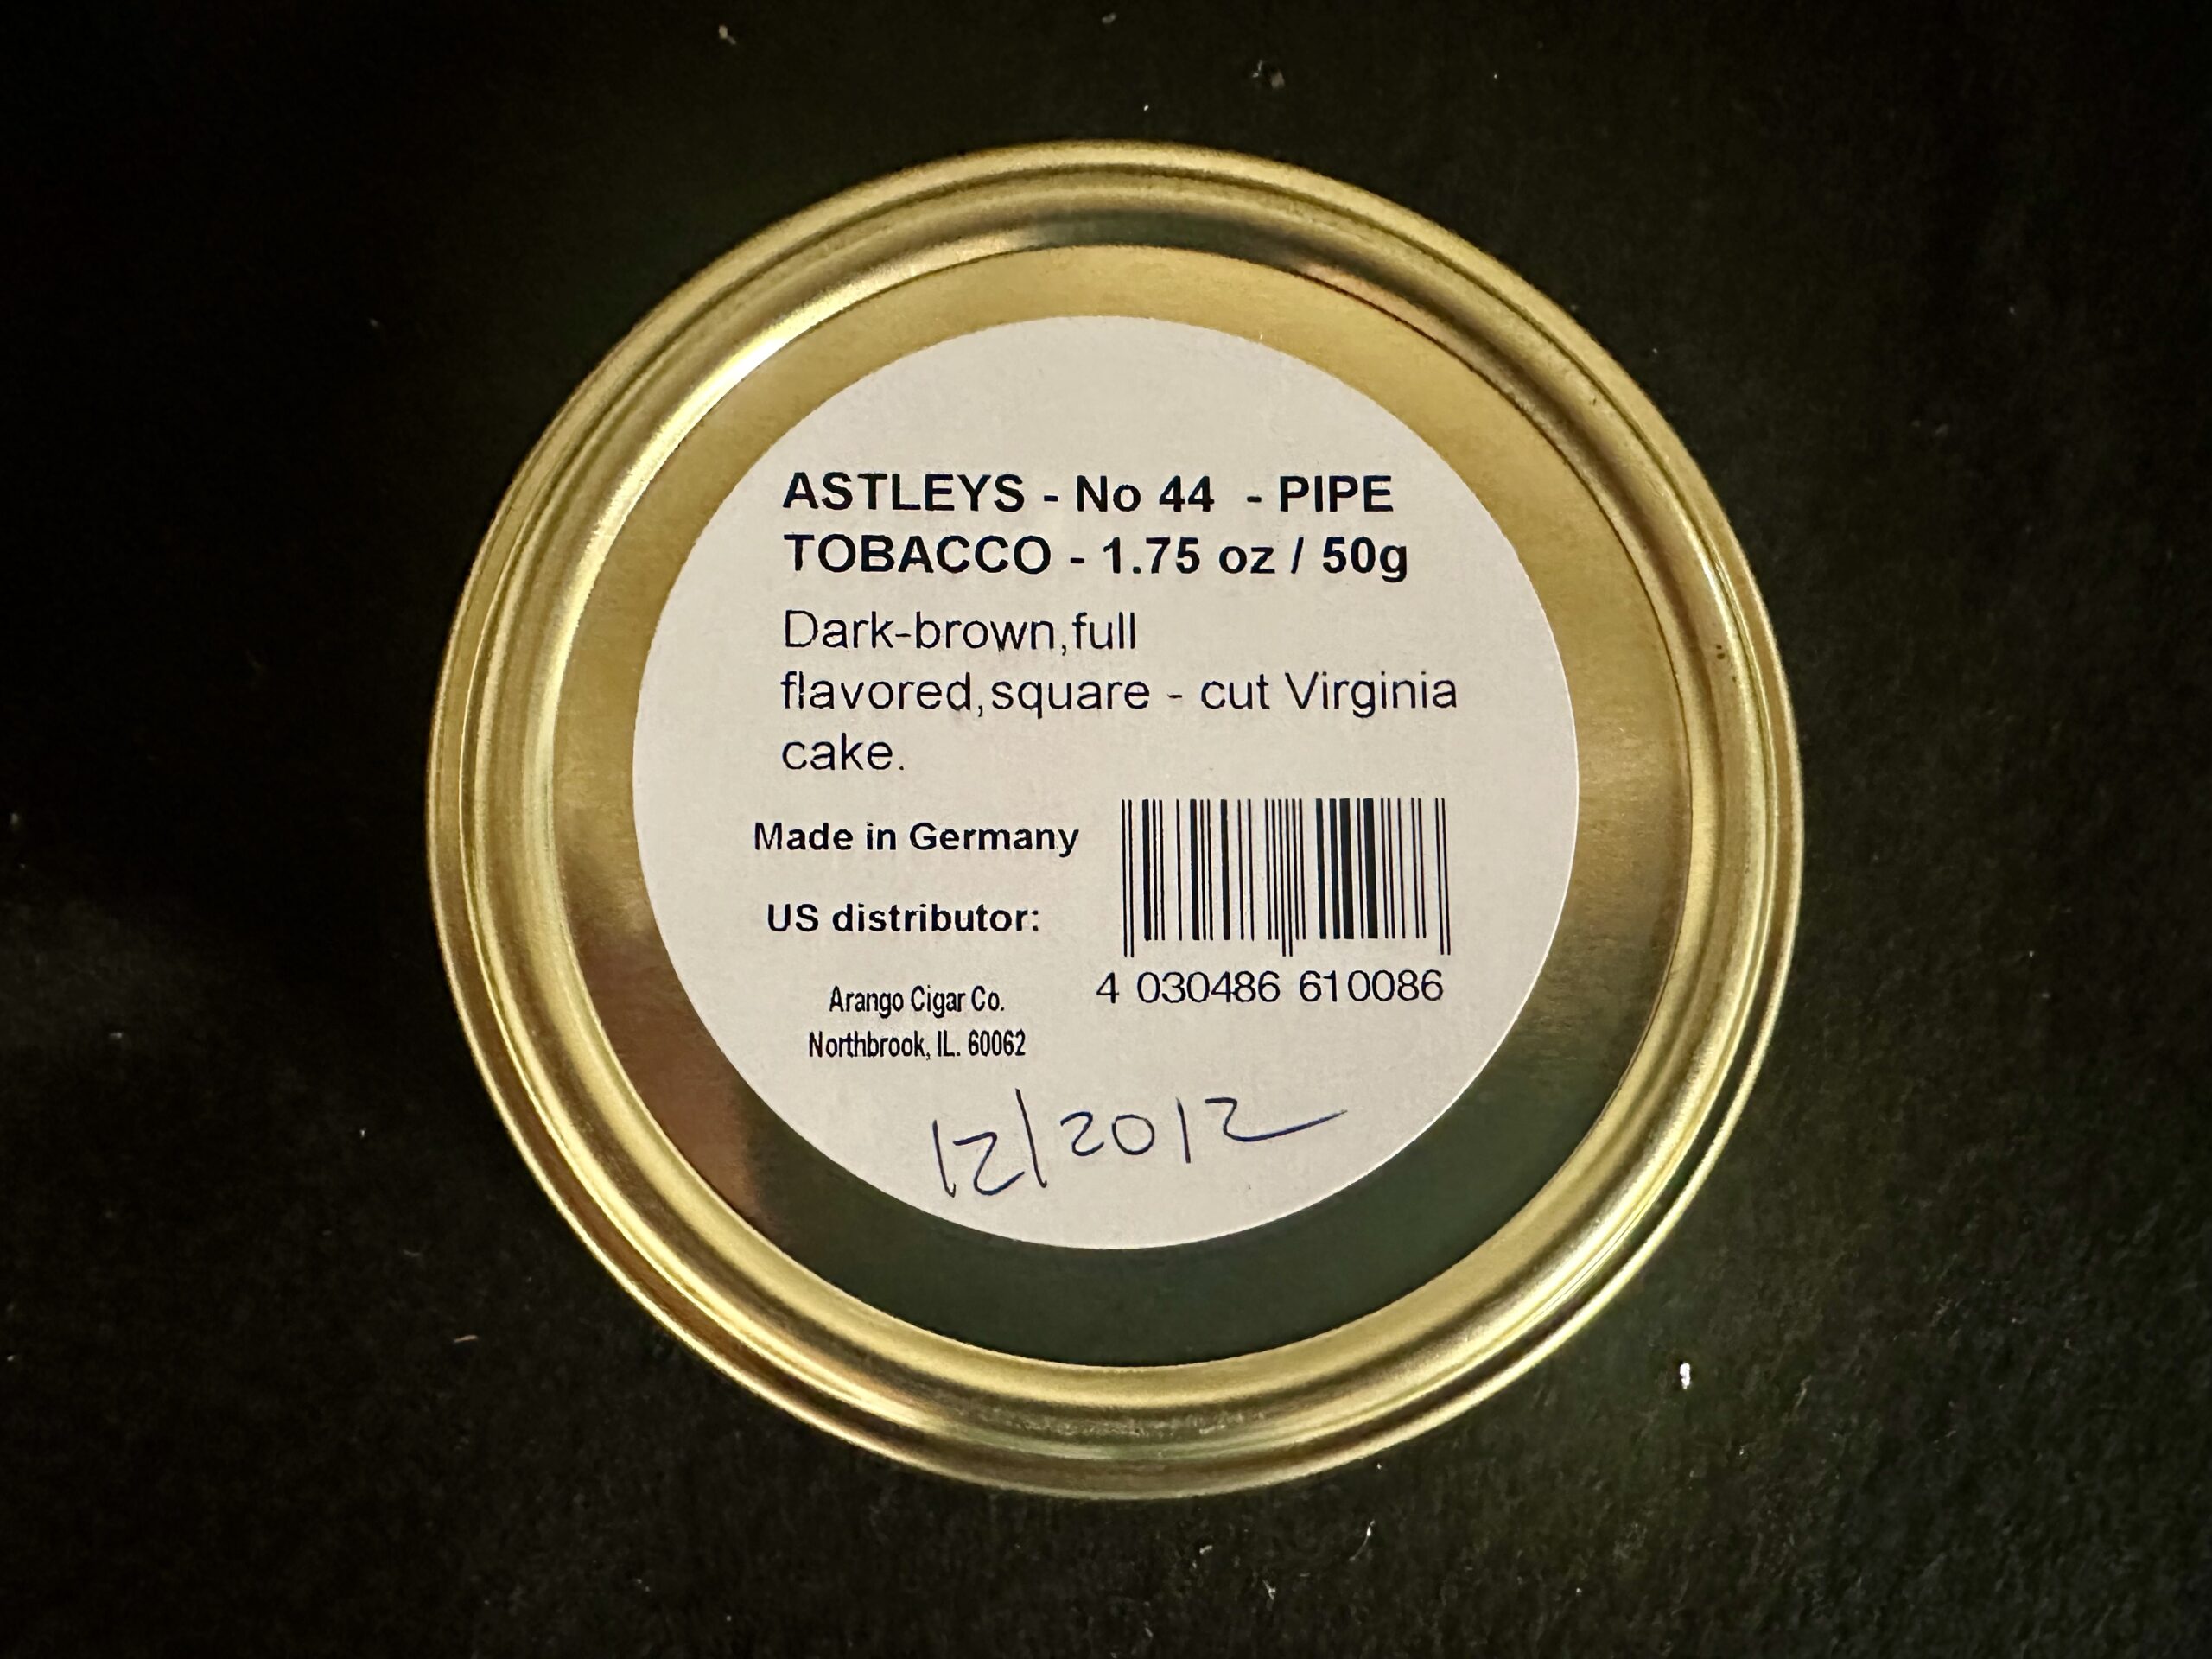 ASTLEYS - No 44 - PIPE
TOBACCO - 1.75 oz / 50g
Dark-brown,full
flavored,square - cut Virginia
cake.
Made in Germany
US distributor:
Arango Cigar Co.
Northbrook, IL. 60062
4 030486 610086
12/2012